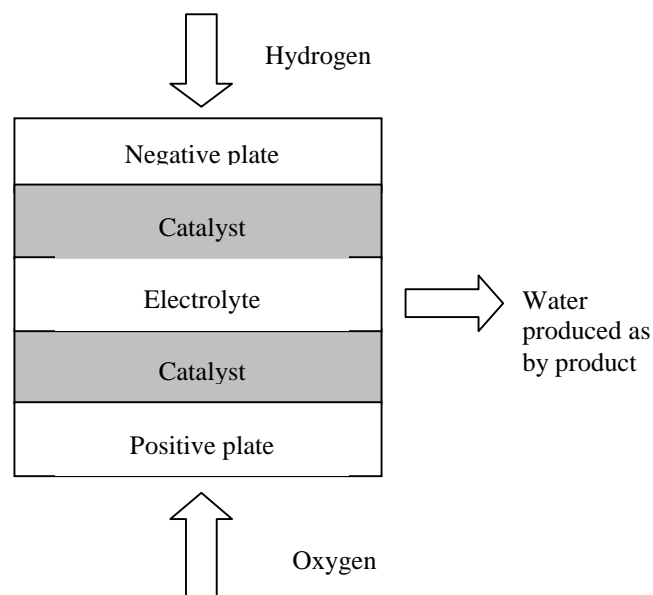 Hydrogen
Negative plate
Catalyst
Electrolyte
Water
produced as
by product
Catalyst
Positive plate
Oxygen